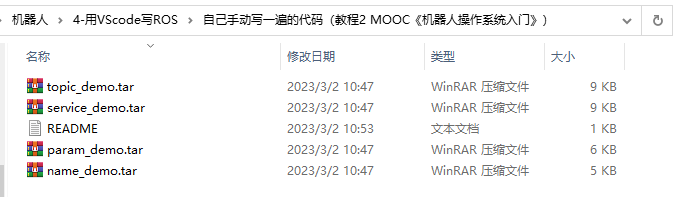 机器人 > 4-用VScode写ROS > 自己手动写一遍的代码（教程2 MOOC《机器人操作系统入门》）
名称 修改日期 类型 大小
topic_demo.tar 2023/3/2 10:47 WinRAR 压缩文件 9 KB
service_demo.tar 2023/3/2 10:47 WinRAR 压缩文件 9 KB
README 2023/3/2 10:53 文本文档 1 KB
param_demo.tar 2023/3/2 10:47 WinRAR 压缩文件 6 KB
name_demo.tar 2023/3/2 10:47 WinRAR 压缩文件 5 KB